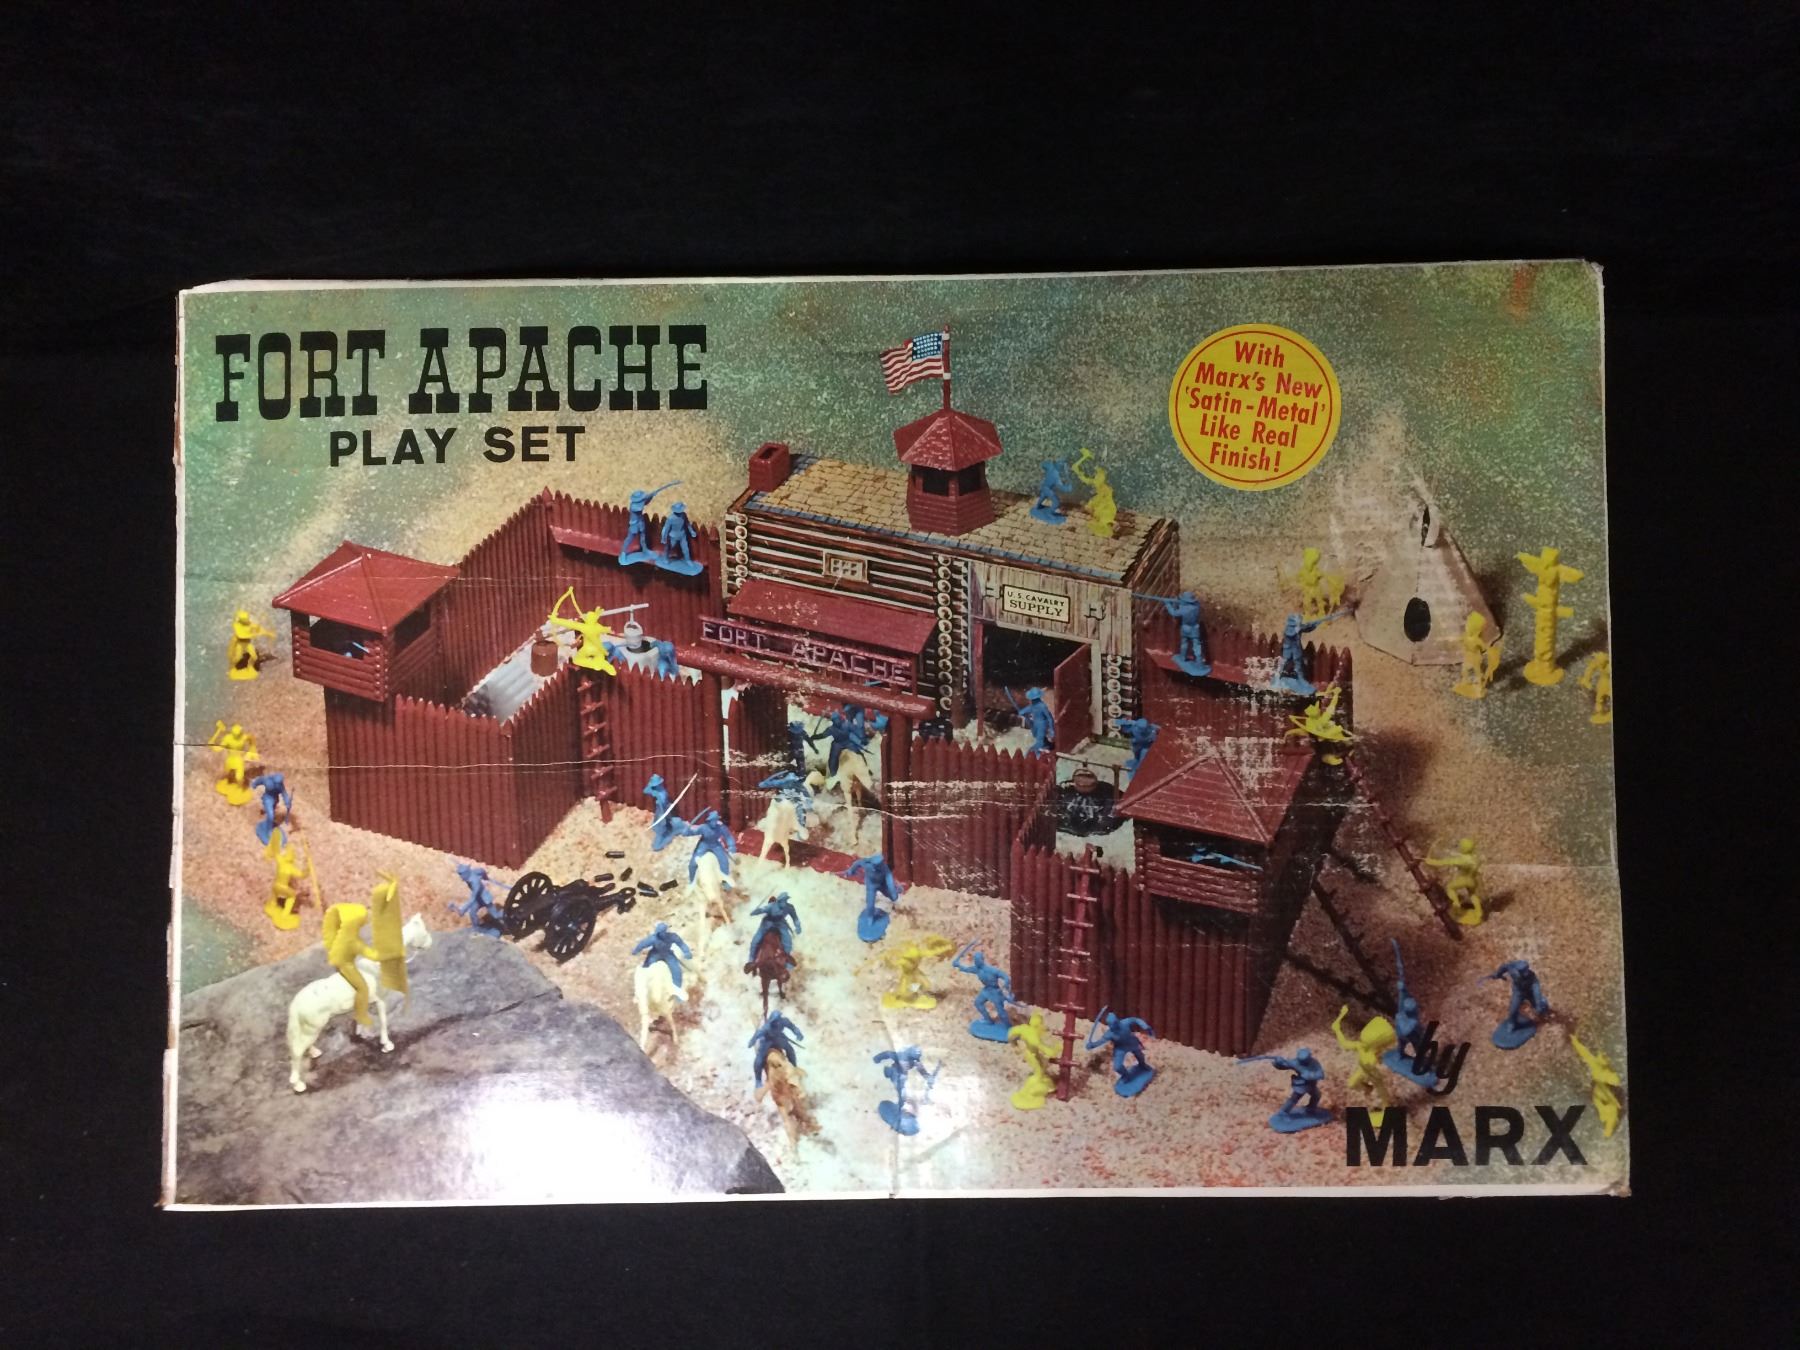 FORT APACHE
PLAY SET
With
Marx's New
'Satin-Metal'
Like Real
Finish!
U.S. CAVALRY
SUPPLY
FORT APACHE
by
MARX